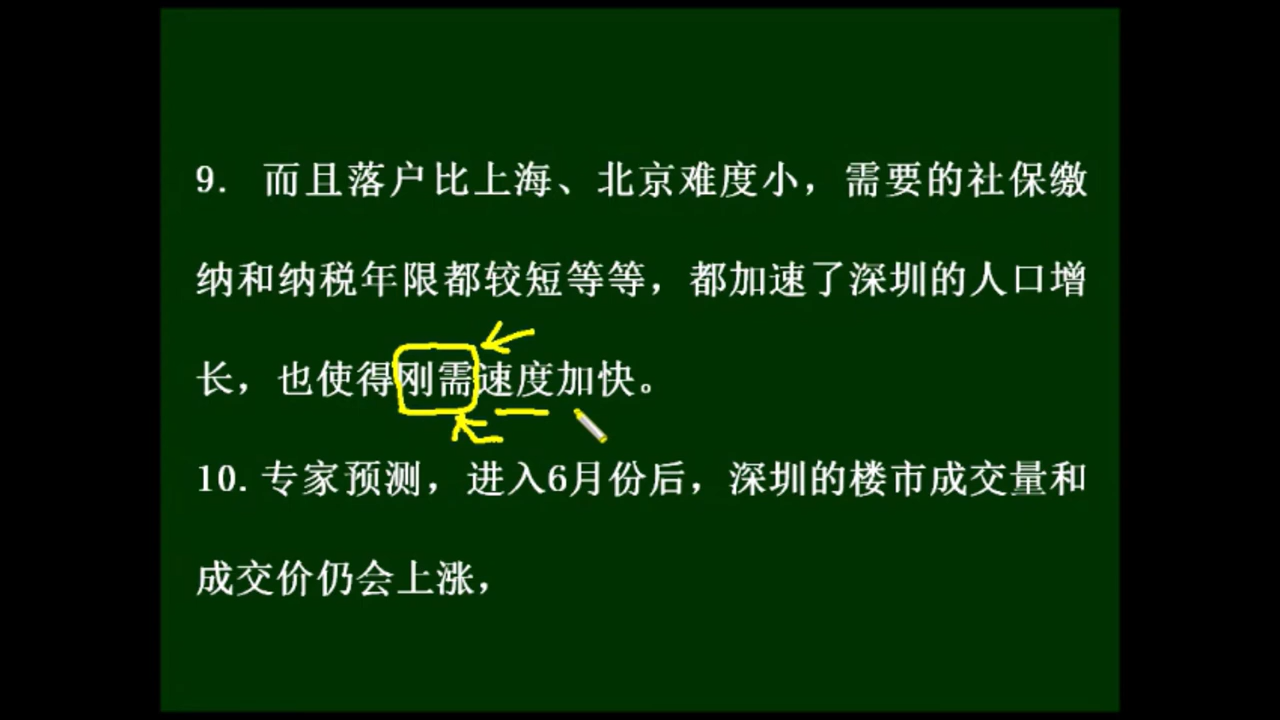 9. 而且落户比上海、北京难度小，需要的社保缴
纳和纳税年限都较短等等，都加速了深圳的人口增
长，也使得刚需速度加快。
10. 专家预测，进入6月份后，深圳的楼市成交量和
成交价仍会上涨，